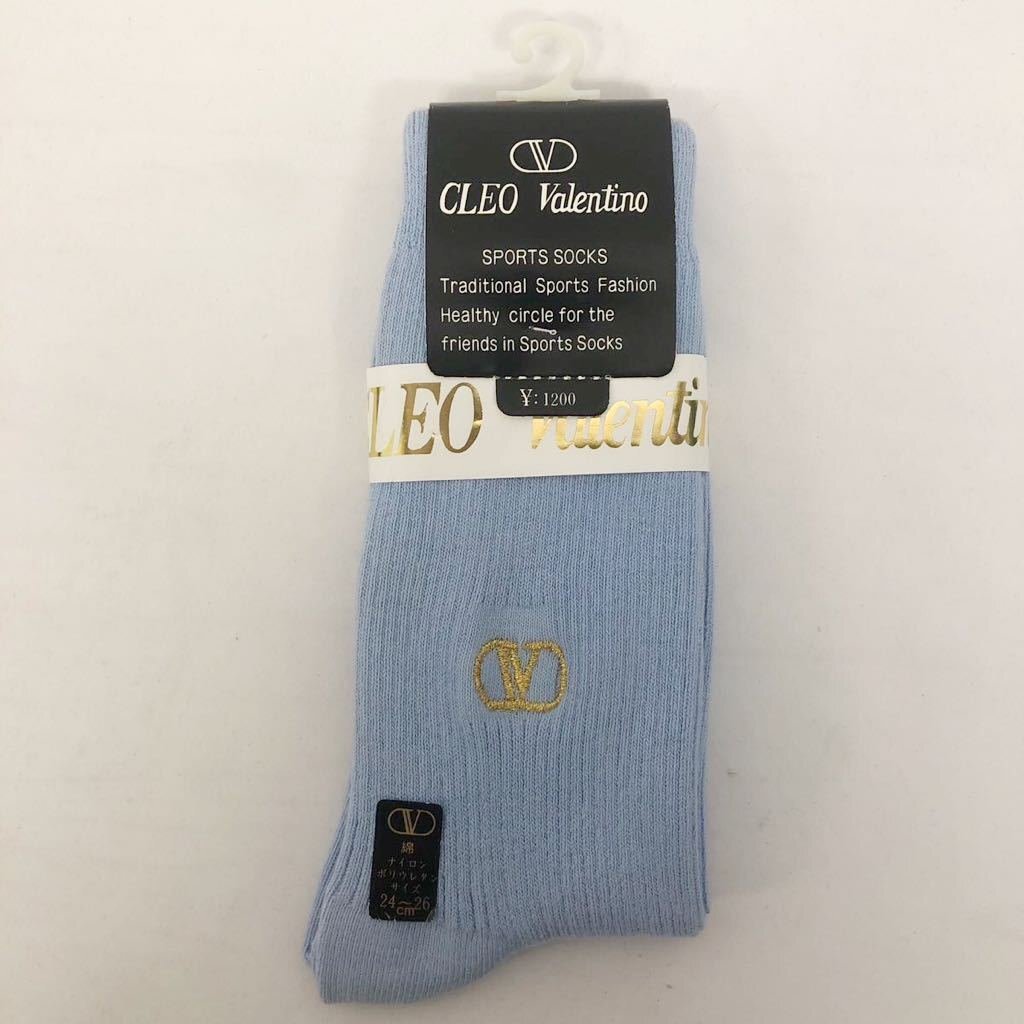 V
CLEO Valentino
SPORTS SOCKS
Traditional Sports Fashion
Healthy circle for the
friends in Sports Socks
¥: 1200
CLEO Valentin
V
V
綿
ナイロン
ポリウレタン
サイズ
24～26
cm